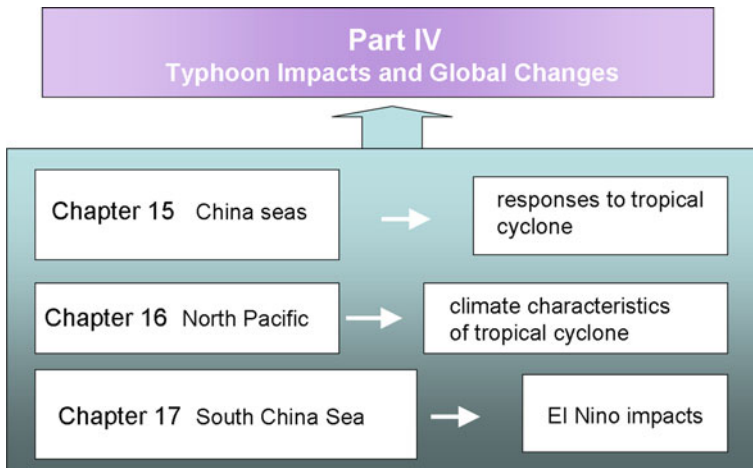 Part IV
Typhoon Impacts and Global Changes
Chapter 15 China seas
responses to tropical
cyclone
Chapter 16 North Pacific
climate characteristics
of tropical cyclone
Chapter 17 South China Sea
El Nino impacts